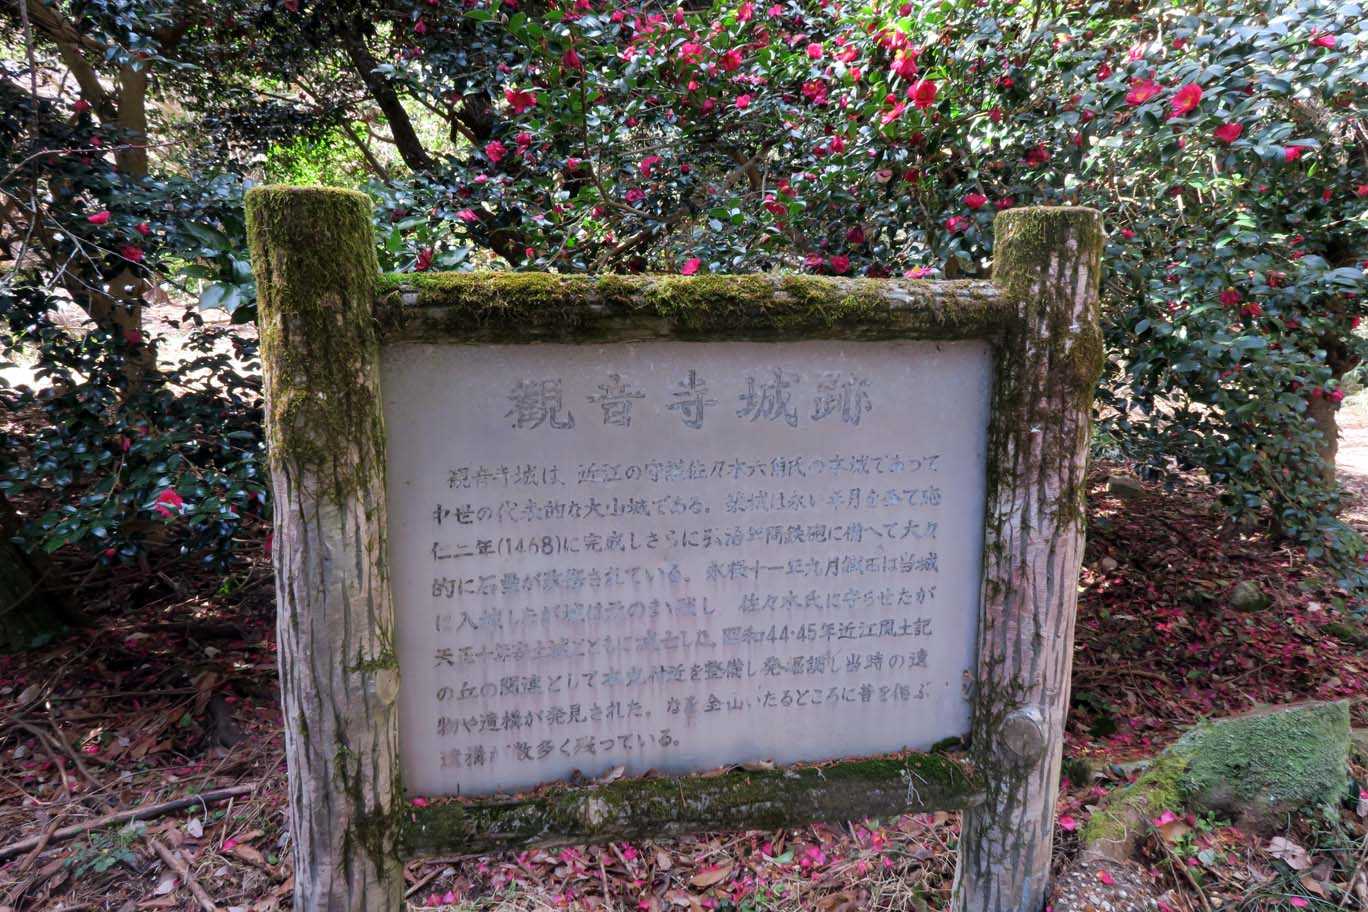 観音寺城跡
観音寺城は、近江の守護佐々木六角氏の本城であって
中世の代表的な大山城である。築城は永い年月を経て應
仁二年(1468)に完成しさらに弘治年間鉄砲に備へて大々
的に石塁が改修されている。永禄十一年九月信長は当城
に入城したが城はそのまゝ残し 佐々木氏に守らせたが
天正十年安土城とともに滅亡した。昭和44・45年近江風土記
の丘の関連として本丸付近を整備し発掘調し当時の遺
物や遺構が発見された。なを全山いたるところに昔を偲ぶ
遺構が数多く残っている。